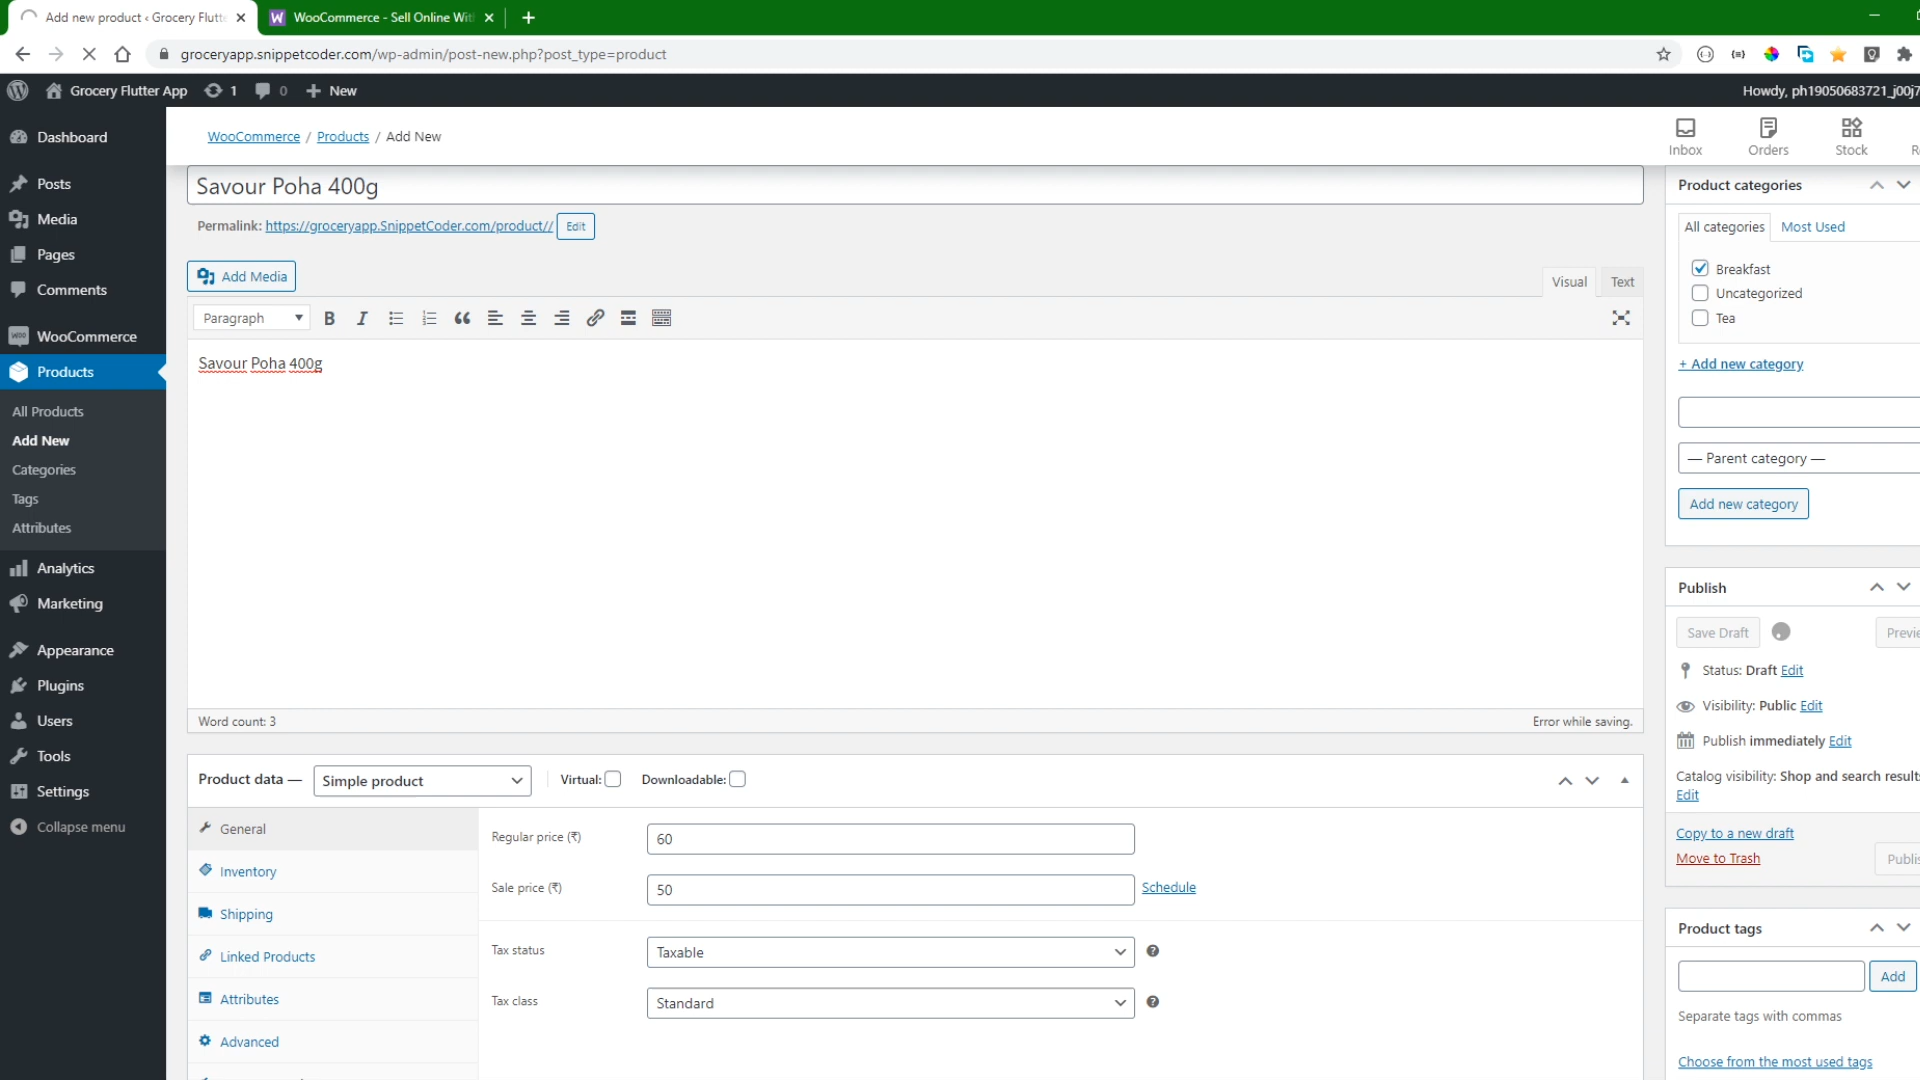 Add new product ‹ Grocery Flutt
WooCommerce - Sell Online Wit
groceryapp.snippetcoder.com/wp-admin/post-new.php?post_type=product
Grocery Flutter App 1 0 New
Howdy, ph19050683721_j00j7
Dashboard
Posts
Media
Pages
Comments
WooCommerce
Products
All Products
Add New
Categories
Tags
Attributes
Analytics
Marketing
Appearance
Plugins
Users
Tools
Settings
Collapse menu
WooCommerce / Products / Add New
Inbox
Orders
Stock
Savour Poha 400g
Permalink: https://groceryapp.SnippetCoder.com/product// Edit
Add Media
Visual Text
Paragraph
Savour Poha 400g
Word count: 3
Error while saving.
Product data — Simple product Virtual: Downloadable:
General
Inventory
Shipping
Linked Products
Attributes
Advanced
Regular price (₹) 60
Sale price (₹) 50 Schedule
Tax status Taxable
Tax class Standard
Product categories
All categories Most Used
Breakfast
Uncategorized
Tea
+ Add new category
— Parent category —
Add new category
Publish
Save Draft Previe
Status: Draft Edit
Visibility: Public Edit
Publish immediately Edit
Catalog visibility: Shop and search results
Edit
Copy to a new draft
Move to Trash
Publis
Product tags
Add
Separate tags with commas
Choose from the most used tags